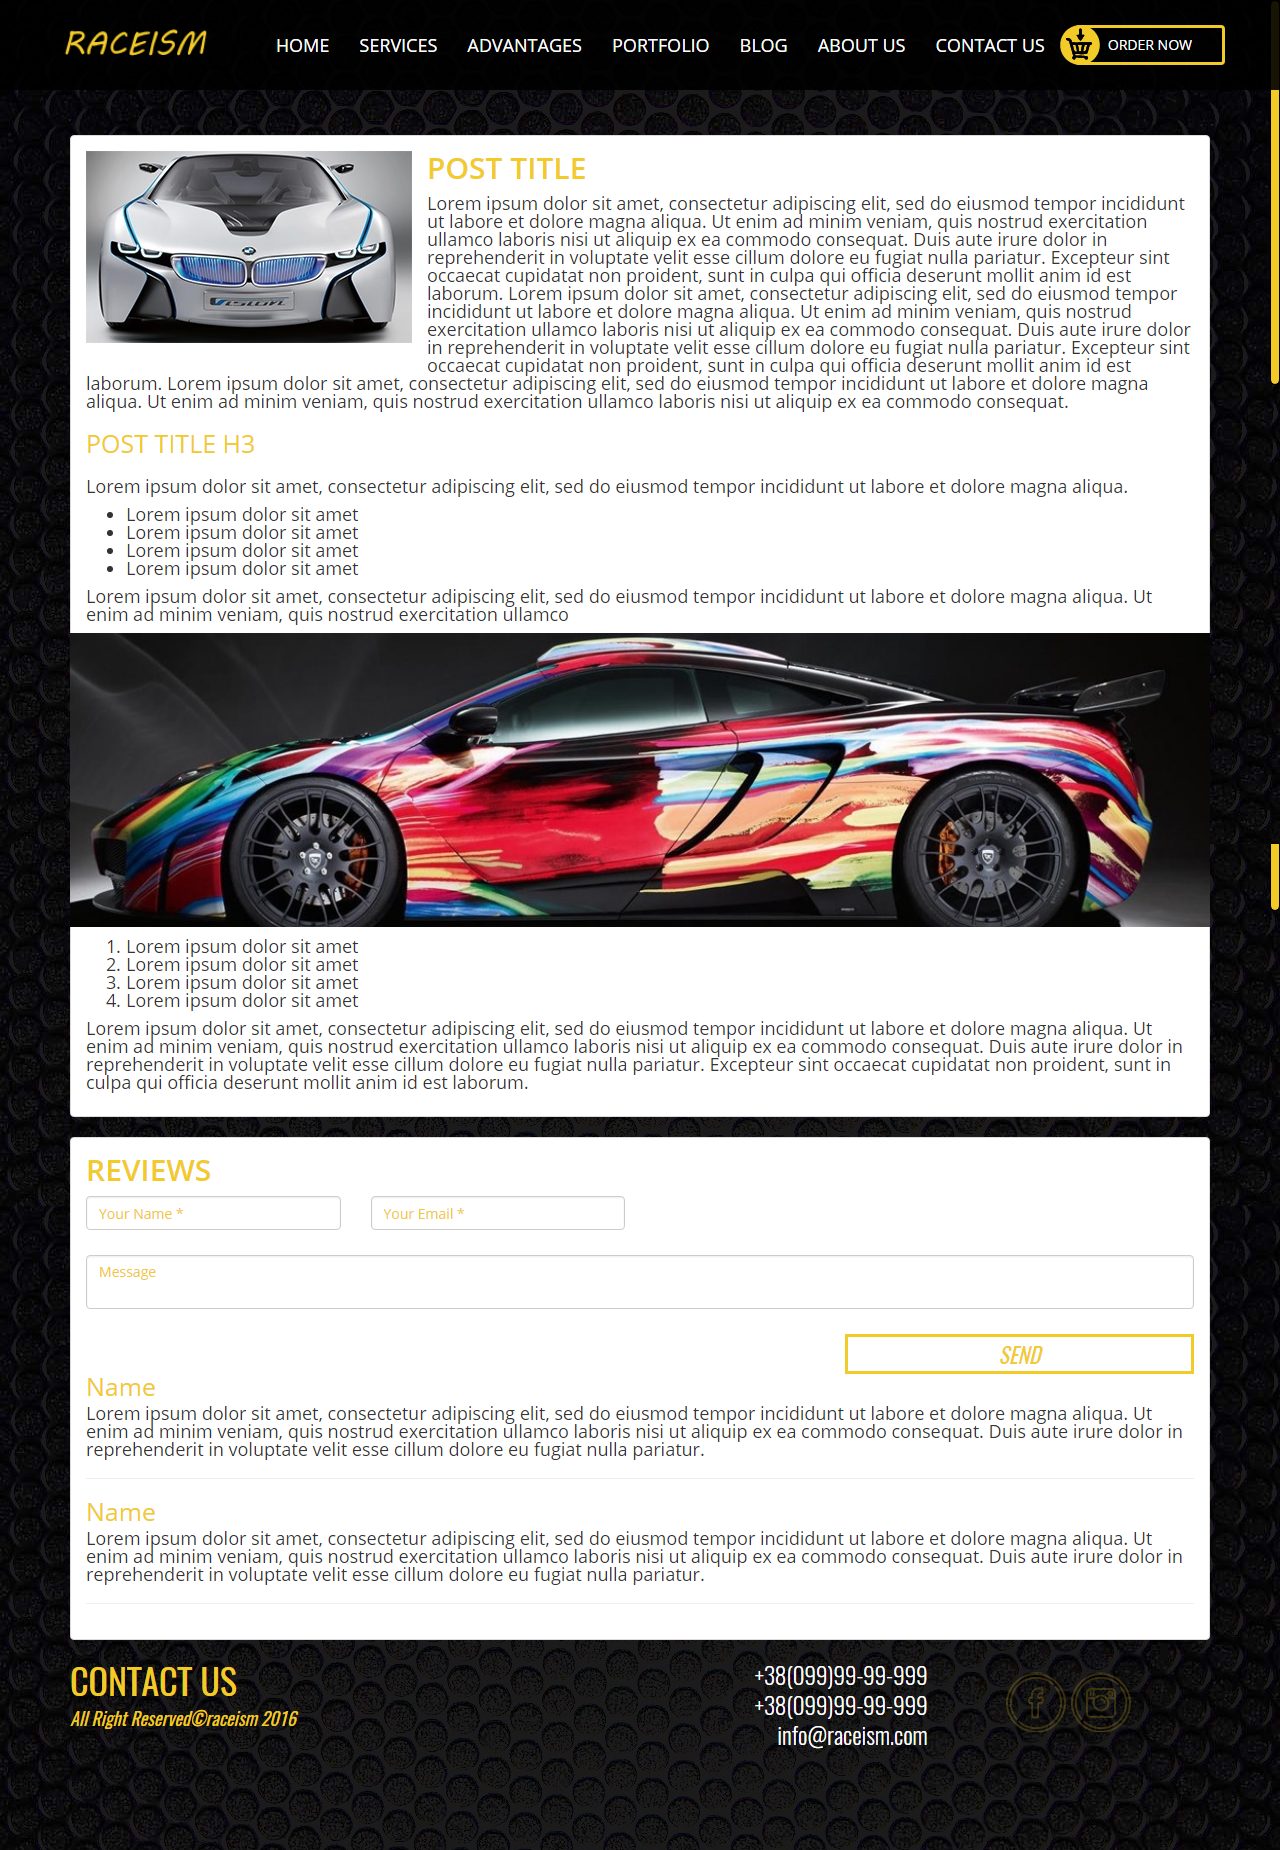 RACEISM
HOME SERVICES ADVANTAGES PORTFOLIO BLOG ABOUT US CONTACT US ORDER NOW
POST TITLE
Lorem ipsum dolor sit amet, consectetur adipiscing elit, sed do eiusmod tempor incididunt
ut labore et dolore magna aliqua. Ut enim ad minim veniam, quis nostrud exercitation
ullamco laboris nisi ut aliquip ex ea commodo consequat. Duis aute irure dolor in
reprehenderit in voluptate velit esse cillum dolore eu fugiat nulla pariatur. Excepteur sint
occaecat cupidatat non proident, sunt in culpa qui officia deserunt mollit anim id est
laborum. Lorem ipsum dolor sit amet, consectetur adipiscing elit, sed do eiusmod tempor
incididunt ut labore et dolore magna aliqua. Ut enim ad minim veniam, quis nostrud
exercitation ullamco laboris nisi ut aliquip ex ea commodo consequat. Duis aute irure dolor
in reprehenderit in voluptate velit esse cillum dolore eu fugiat nulla pariatur. Excepteur sint
occaecat cupidatat non proident, sunt in culpa qui officia deserunt mollit anim id est
laborum. Lorem ipsum dolor sit amet, consectetur adipiscing elit, sed do eiusmod tempor incididunt ut labore et dolore magna
aliqua. Ut enim ad minim veniam, quis nostrud exercitation ullamco laboris nisi ut aliquip ex ea commodo consequat.
Vision
POST TITLE H3
Lorem ipsum dolor sit amet, consectetur adipiscing elit, sed do eiusmod tempor incididunt ut labore et dolore magna aliqua.
• Lorem ipsum dolor sit amet
• Lorem ipsum dolor sit amet
• Lorem ipsum dolor sit amet
• Lorem ipsum dolor sit amet
Lorem ipsum dolor sit amet, consectetur adipiscing elit, sed do eiusmod tempor incididunt ut labore et dolore magna aliqua. Ut
enim ad minim veniam, quis nostrud exercitation ullamco
1. Lorem ipsum dolor sit amet
2. Lorem ipsum dolor sit amet
3. Lorem ipsum dolor sit amet
4. Lorem ipsum dolor sit amet
Lorem ipsum dolor sit amet, consectetur adipiscing elit, sed do eiusmod tempor incididunt ut labore et dolore magna aliqua. Ut
enim ad minim veniam, quis nostrud exercitation ullamco laboris nisi ut aliquip ex ea commodo consequat. Duis aute irure dolor in
reprehenderit in voluptate velit esse cillum dolore eu fugiat nulla pariatur. Excepteur sint occaecat cupidatat non proident, sunt in
culpa qui officia deserunt mollit anim id est laborum.
REVIEWS
Your Name * Your Email *
Message
SEND
Name
Lorem ipsum dolor sit amet, consectetur adipiscing elit, sed do eiusmod tempor incididunt ut labore et dolore magna aliqua. Ut
enim ad minim veniam, quis nostrud exercitation ullamco laboris nisi ut aliquip ex ea commodo consequat. Duis aute irure dolor in
reprehenderit in voluptate velit esse cillum dolore eu fugiat nulla pariatur.
Name
Lorem ipsum dolor sit amet, consectetur adipiscing elit, sed do eiusmod tempor incididunt ut labore et dolore magna aliqua. Ut
enim ad minim veniam, quis nostrud exercitation ullamco laboris nisi ut aliquip ex ea commodo consequat. Duis aute irure dolor in
reprehenderit in voluptate velit esse cillum dolore eu fugiat nulla pariatur.
CONTACT US
All Right Reserved©raceism 2016
+38(099)99-99-999
+38(099)99-99-999
info@raceism.com